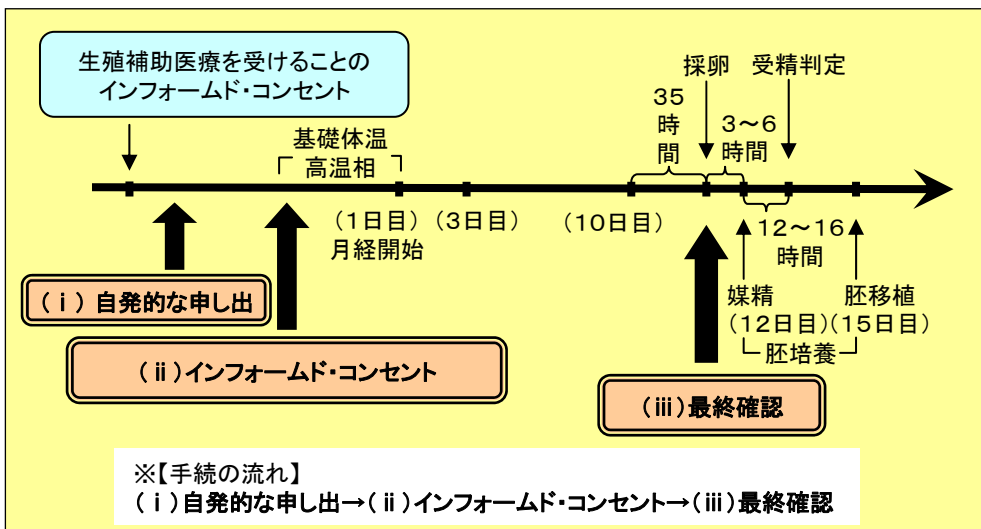 生殖補助医療を受けることの
インフォームド・コンセント
採卵
受精判定
35
時
間
3～6
時間
基礎体温
高温相
(1日目)
月経開始
(3日目)
(10日目)
12～16
時間
媒精
(12日目)
胚移植
(15日目)
胚培養
(ⅰ)自発的な申し出
(ⅱ)インフォームド・コンセント
(ⅲ)最終確認
※【手続の流れ】
(ⅰ)自発的な申し出→(ⅱ)インフォームド・コンセント→(ⅲ)最終確認